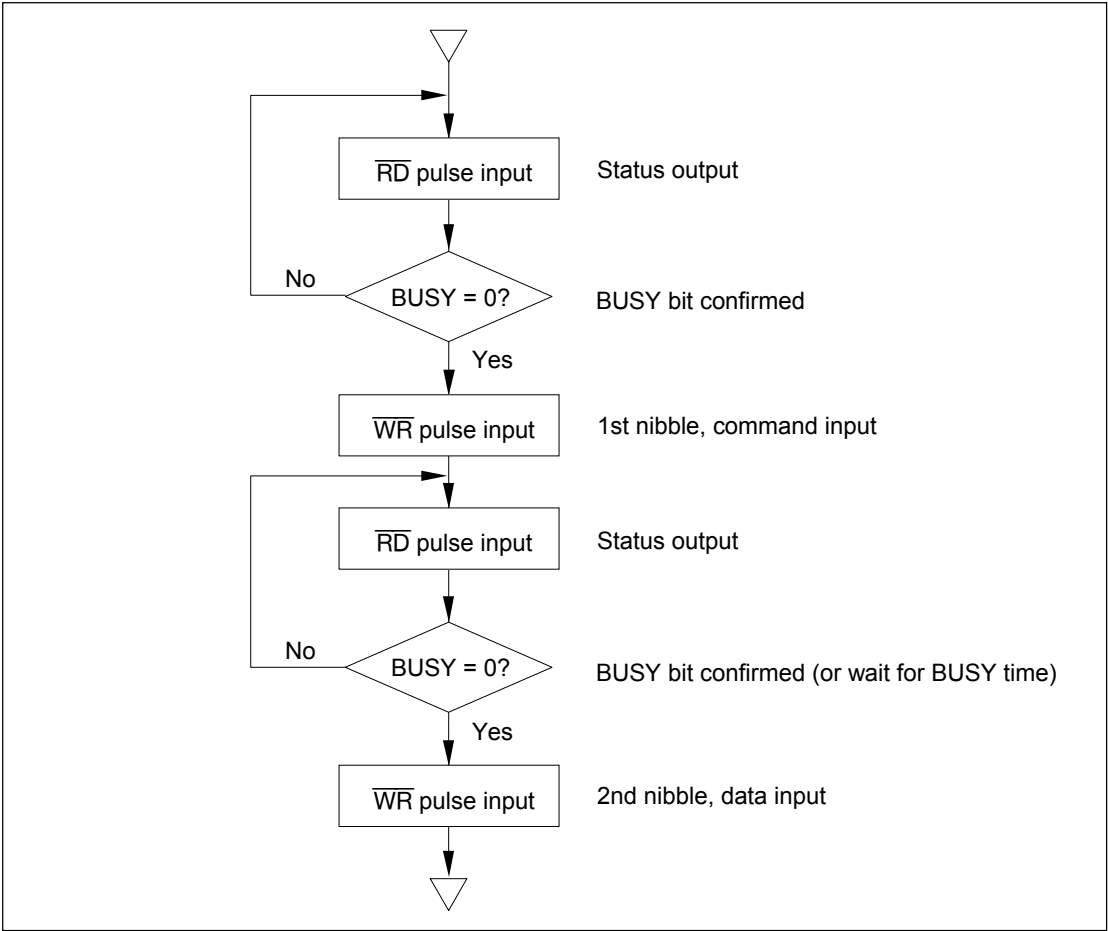 RD pulse input Status output
No BUSY = 0? BUSY bit confirmed
Yes
WR pulse input 1st nibble, command input
RD pulse input Status output
No BUSY = 0? BUSY bit confirmed (or wait for BUSY time)
Yes
WR pulse input 2nd nibble, data input